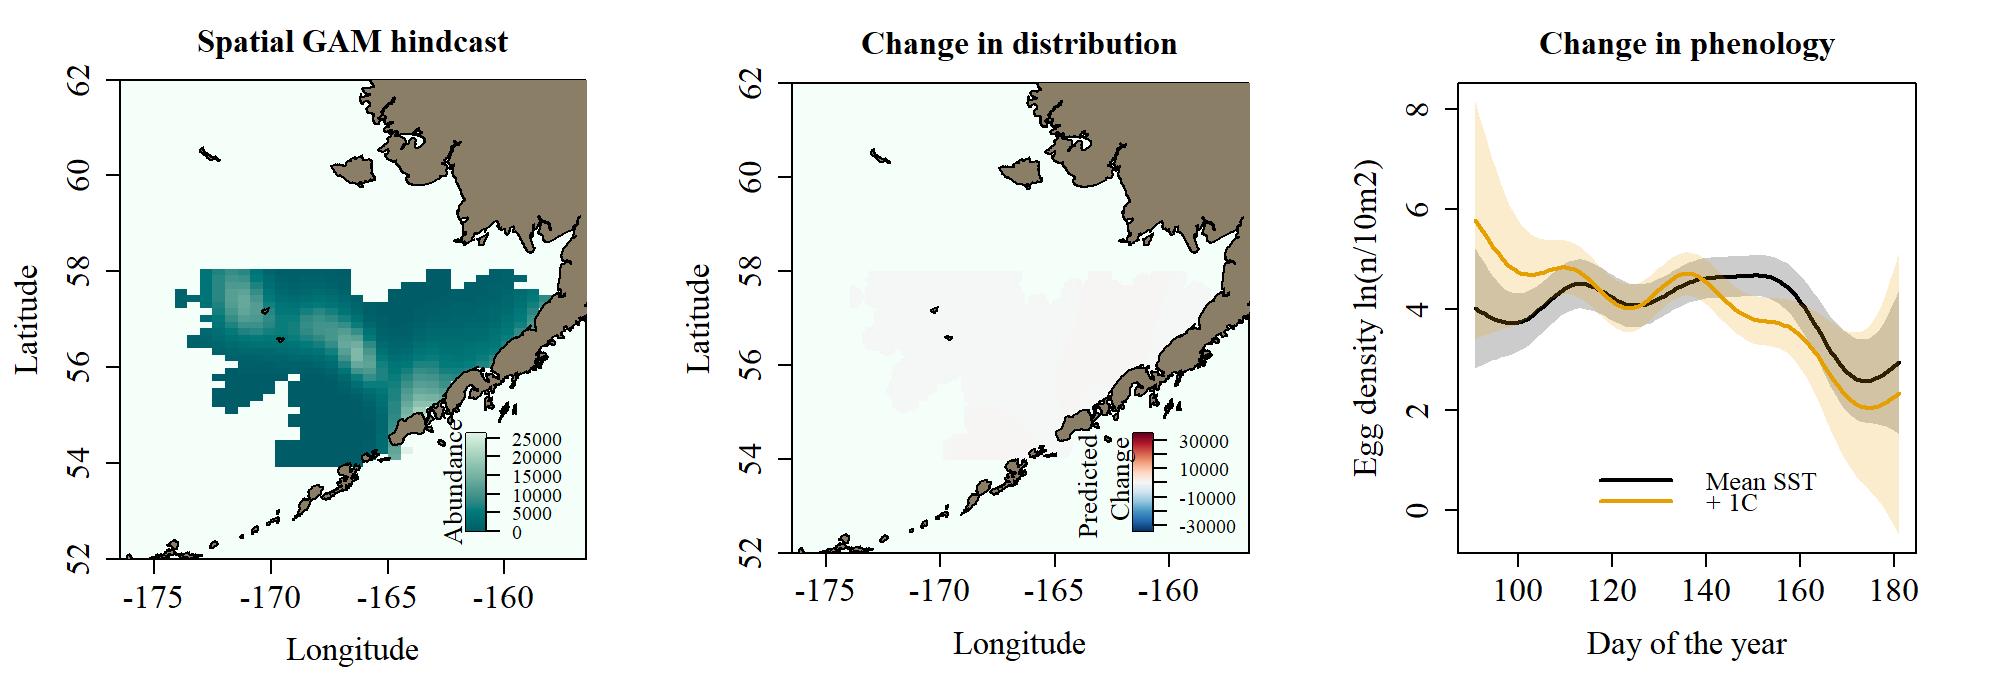 Spatial GAM hindcast
62
60
58
56
54
52
Latitude
-175 -170 -165 -160
Longitude
Abundance
25000
20000
15000
10000
5000
0
Change in distribution
62
60
58
56
54
52
Latitude
-175 -170 -165 -160
Longitude
Predicted
Change
30000
10000
-10000
-30000
Change in phenology
8
6
4
2
0
Egg density ln(n/10m2)
Mean SST
+ 1C
100 120 140 160 180
Day of the year